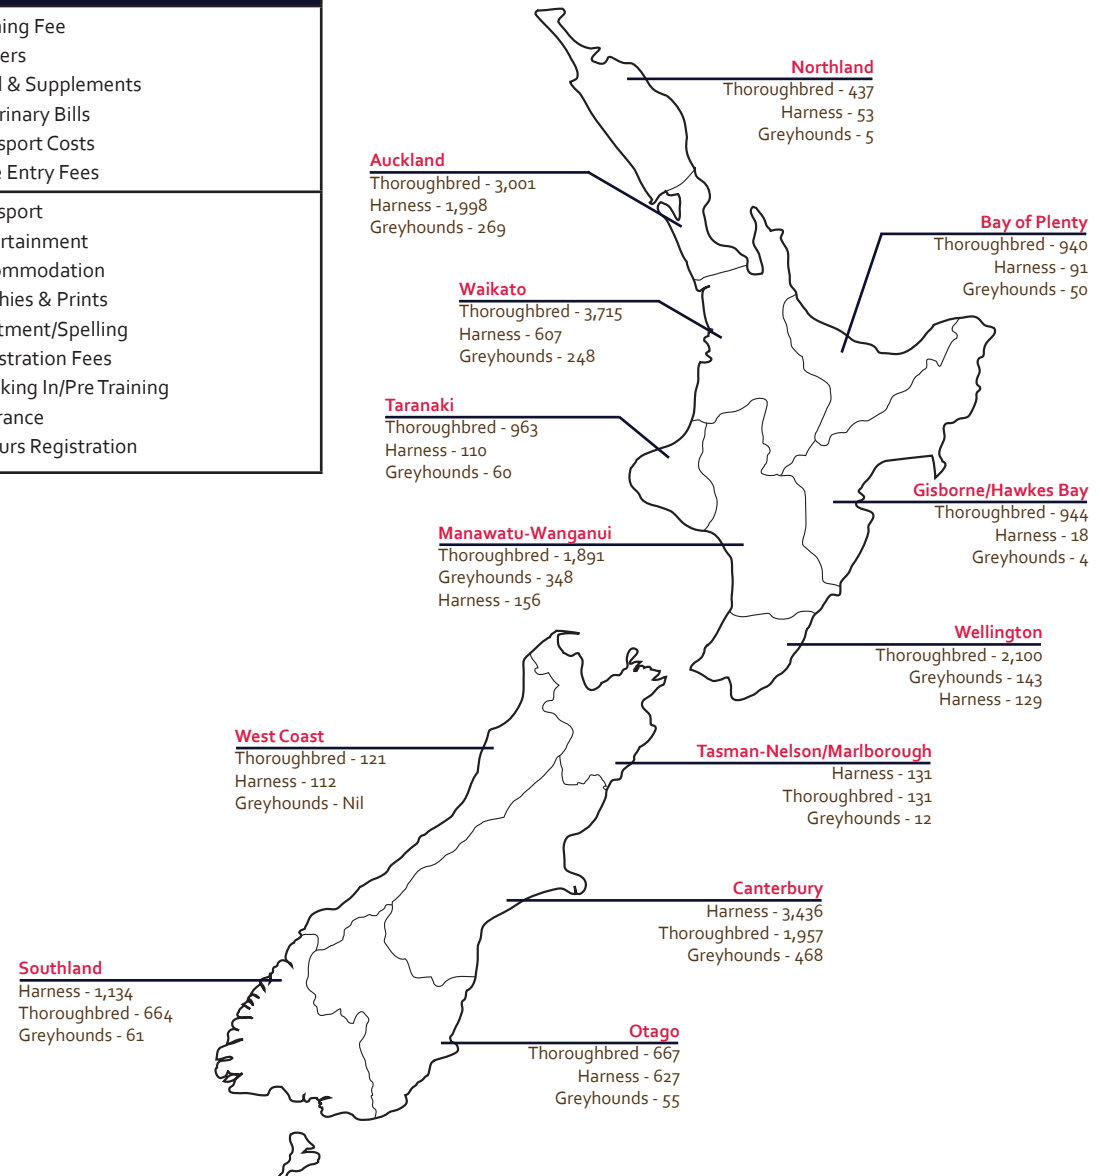 ing Fee
ers
& Supplements
rinary Bills
sport Costs
Entry Fees
sport
rtainment
ommodation
hies & Prints
tment/Spelling
stration Fees
king In/Pre Training
rance
urs Registration
Northland
Thoroughbred - 437
Harness - 53
Greyhounds - 5
Auckland
Thoroughbred - 3,001
Harness - 1,998
Greyhounds - 269
Bay of Plenty
Thoroughbred - 940
Harness - 91
Greyhounds - 50
Waikato
Thoroughbred - 3,715
Harness - 607
Greyhounds - 248
Taranaki
Thoroughbred - 963
Harness - 110
Greyhounds - 60
Gisborne/Hawkes Bay
Thoroughbred - 944
Harness - 18
Greyhounds - 4
Manawatu-Wanganui
Thoroughbred - 1,891
Greyhounds - 348
Harness - 156
Wellington
Thoroughbred - 2,100
Greyhounds - 143
Harness - 129
West Coast
Thoroughbred - 121
Harness - 112
Greyhounds - Nil
Tasman-Nelson/Marlborough
Harness - 131
Thoroughbred - 131
Greyhounds - 12
Canterbury
Harness - 3,436
Thoroughbred - 1,957
Greyhounds - 468
Southland
Harness - 1,134
Thoroughbred - 664
Greyhounds - 61
Otago
Thoroughbred - 667
Harness - 627
Greyhounds - 55